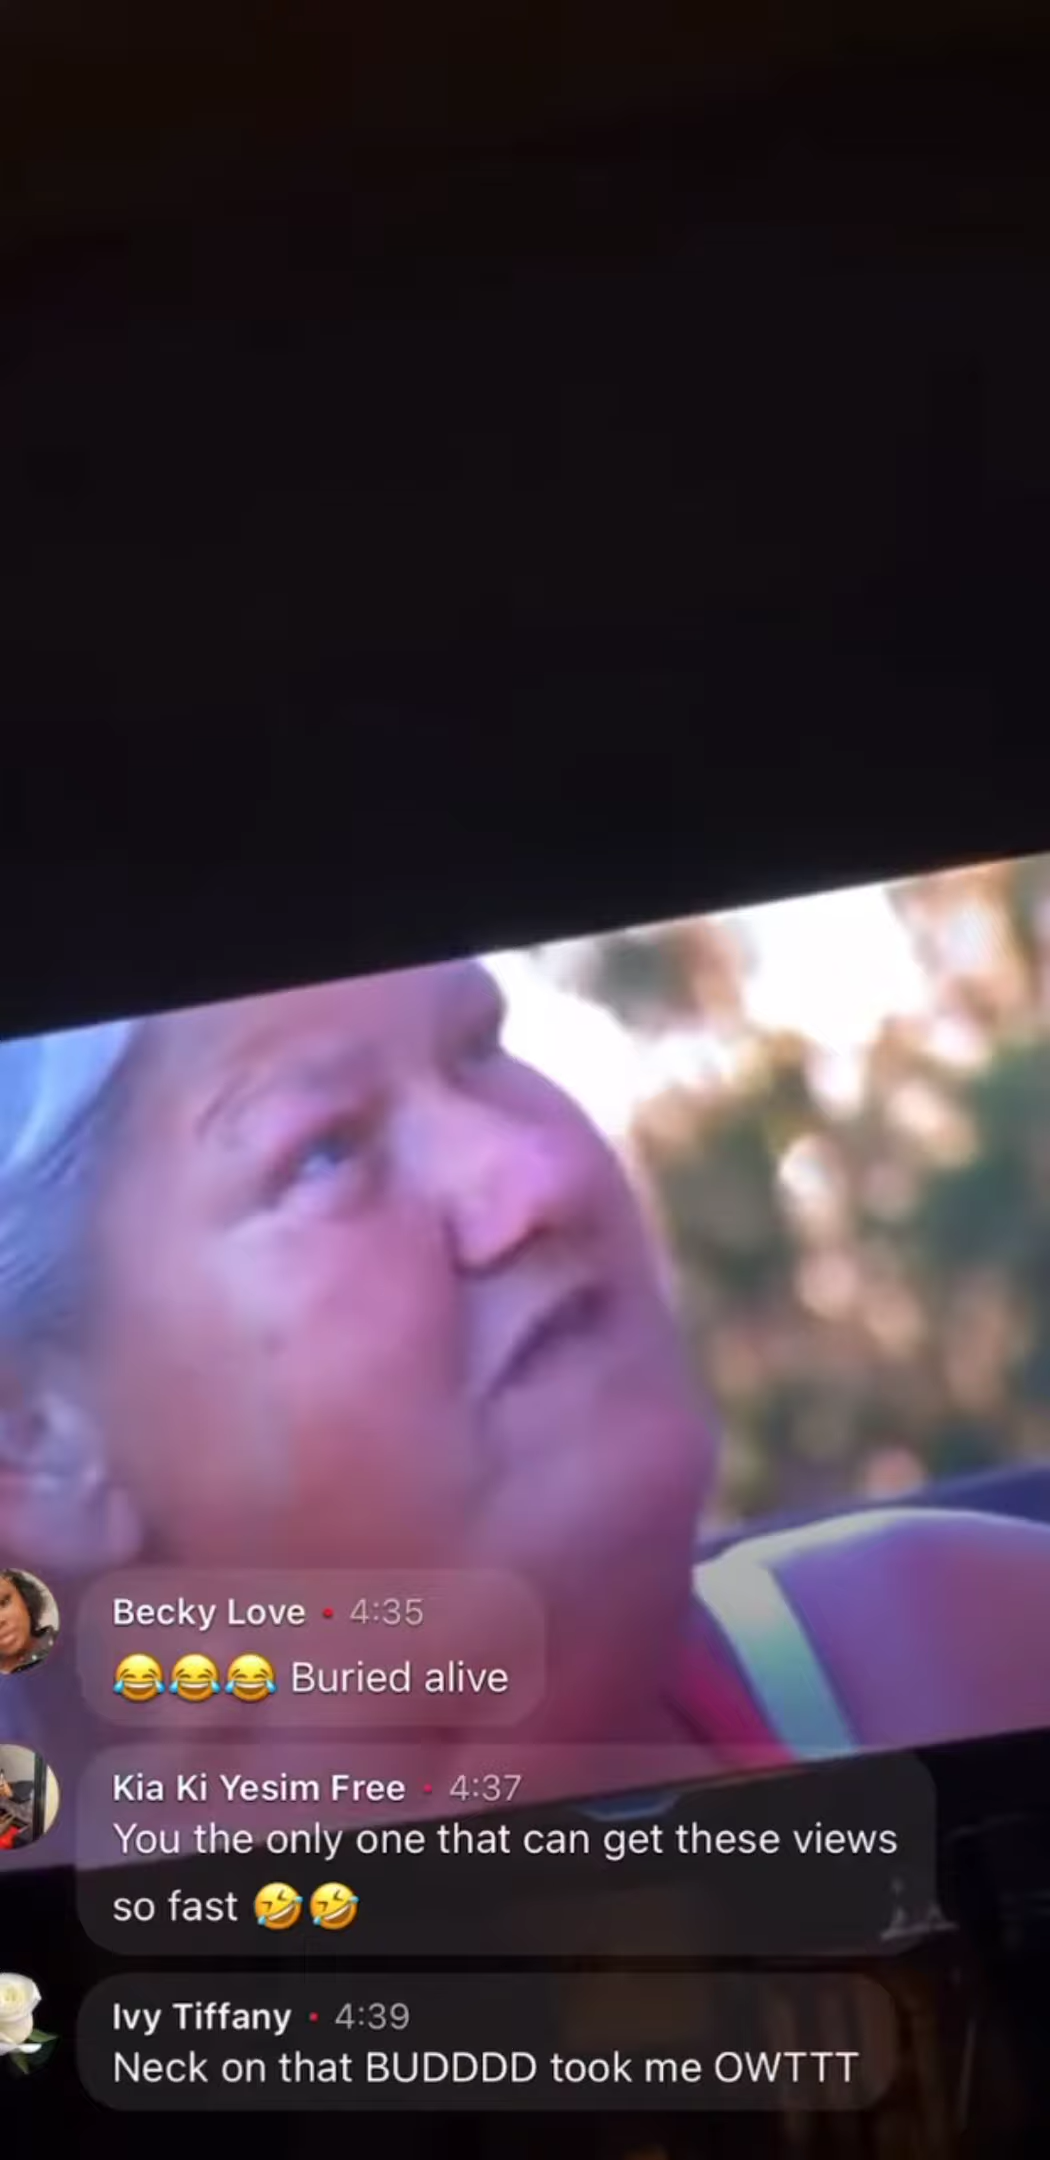 Becky Love • 4:35
😂😂😂 Buried alive
Kia Ki Yesim Free • 4:37
You the only one that can get these views
so fast 🤣🤣
Ivy Tiffany • 4:39
Neck on that BUDDDD took me OWTTT